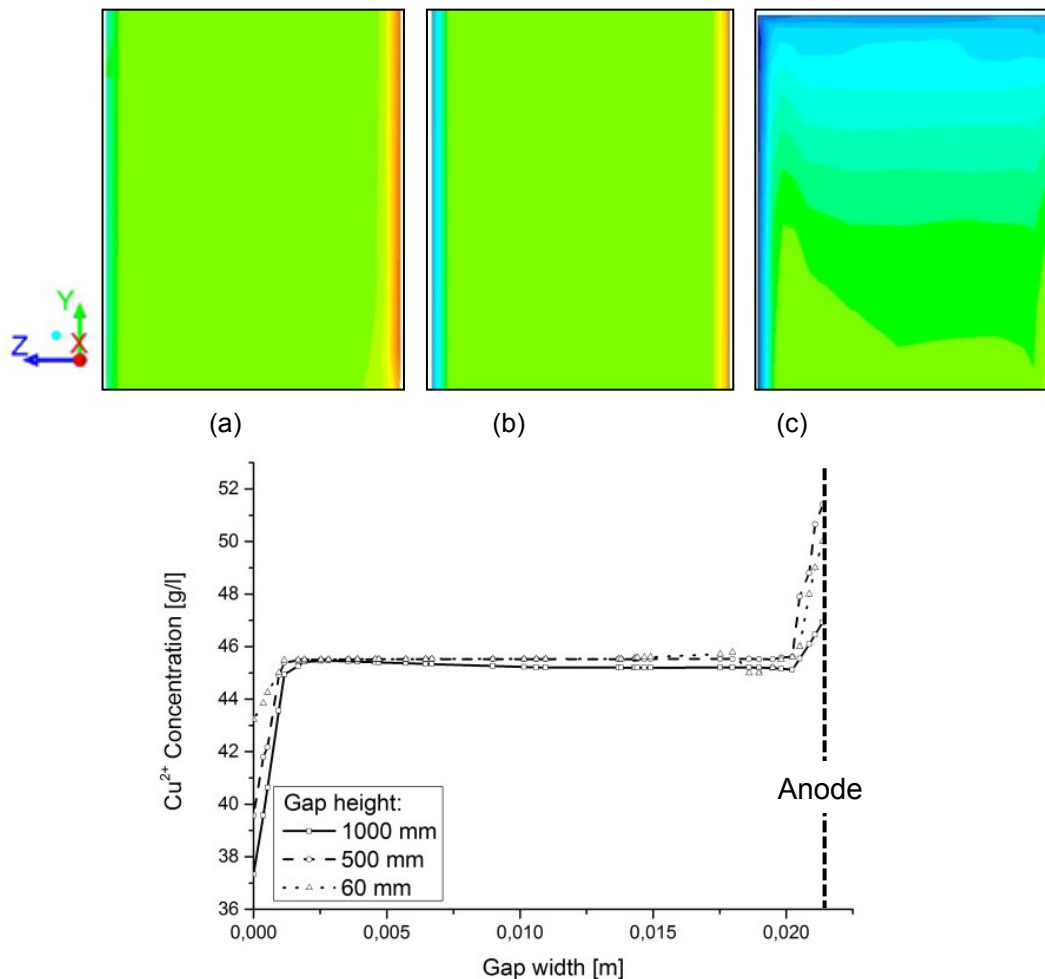 Y
Z X
(a) (b) (c)
52
50
48
46
44
42
40
38
36
Cu²⁺ Concentration [g/l]
Anode
Gap height:
1000 mm
500 mm
60 mm
0,000 0,005 0,010 0,015 0,020
Gap width [m]